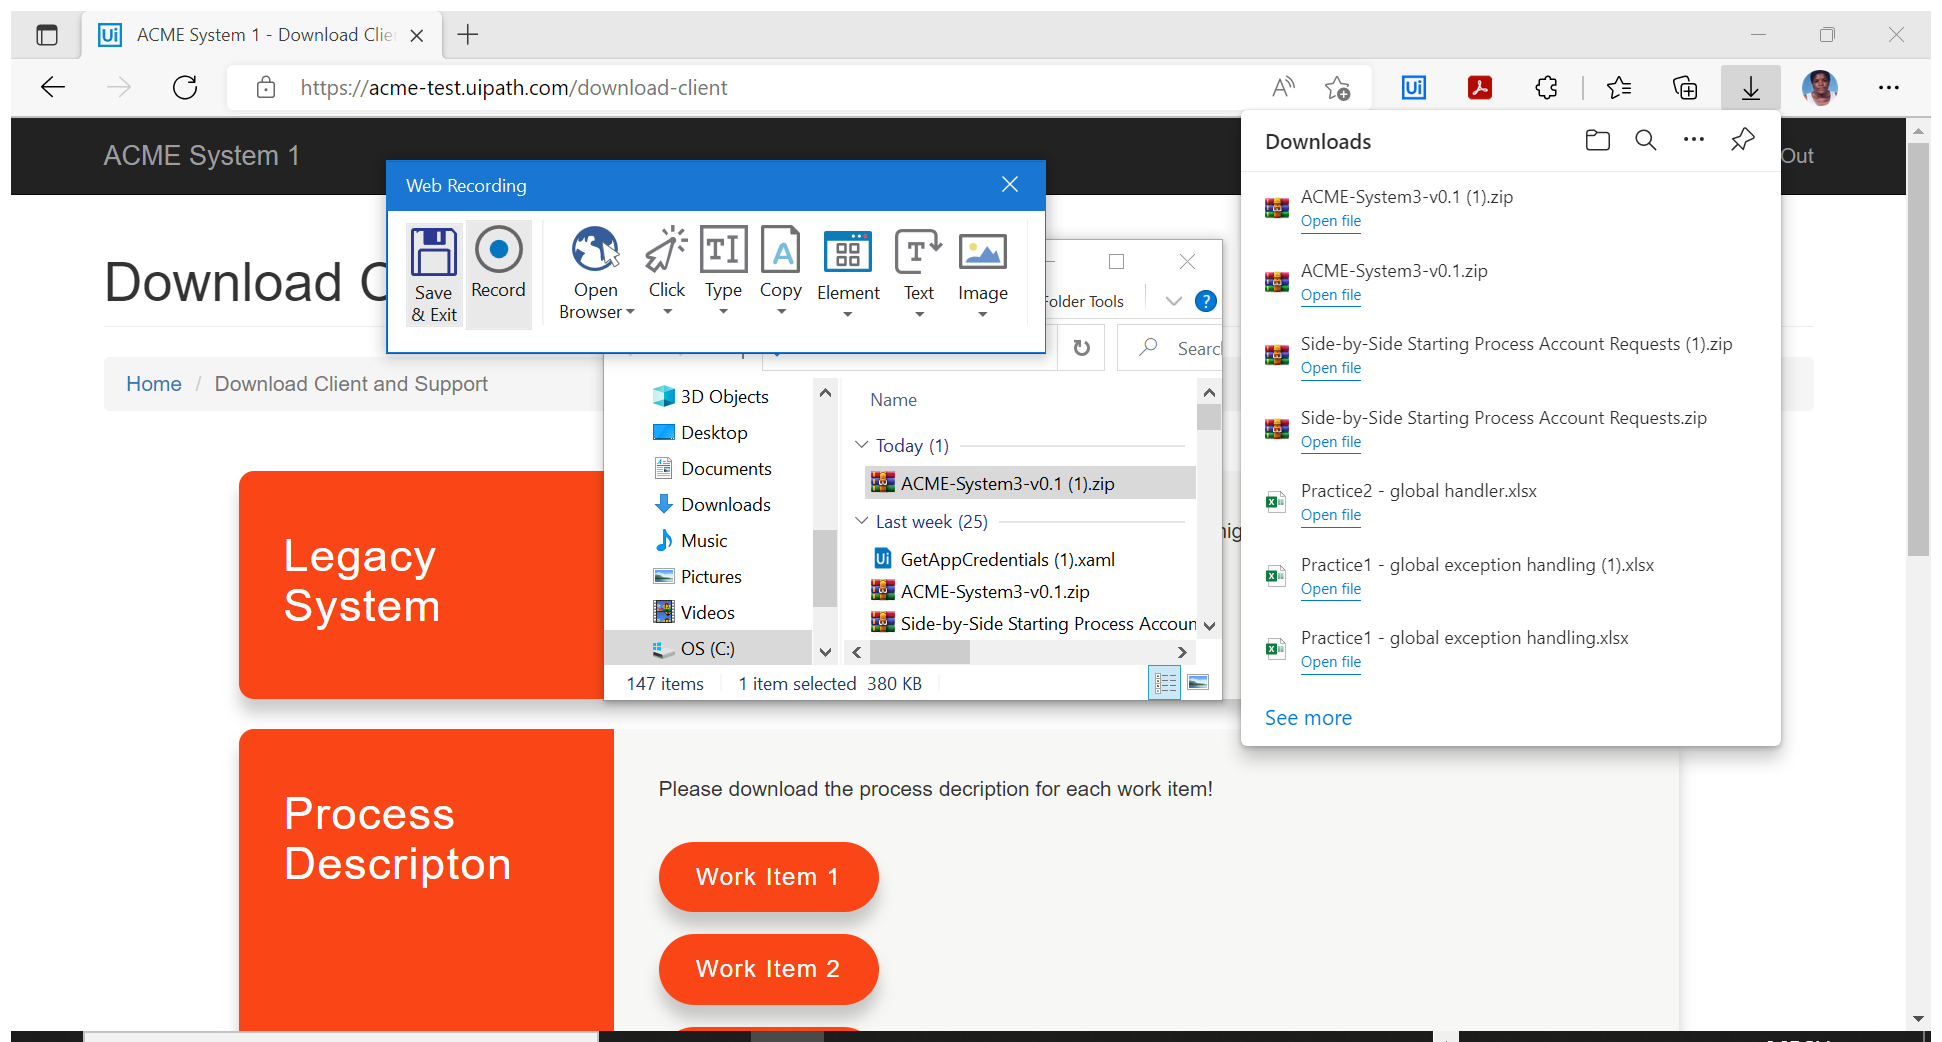 ACME System 1 - Download Clie
https://acme-test.uipath.com/download-client
ACME System 1
Out
Download C
Home / Download Client and Support
Web Recording
Save & Exit
Record
Open Browser
Click
Type
Copy
Element
Text
Image
Folder Tools
Search
3D Objects
Desktop
Documents
Downloads
Music
Pictures
Videos
OS (C:)
Name
Today (1)
ACME-System3-v0.1 (1).zip
Last week (25)
GetAppCredentials (1).xaml
ACME-System3-v0.1.zip
Side-by-Side Starting Process Accoun
147 items
1 item selected 380 KB
Downloads
ACME-System3-v0.1 (1).zip
Open file
ACME-System3-v0.1.zip
Open file
Side-by-Side Starting Process Account Requests (1).zip
Open file
Side-by-Side Starting Process Account Requests.zip
Open file
Practice2 - global handler.xlsx
Open file
Practice1 - global exception handling (1).xlsx
Open file
Practice1 - global exception handling.xlsx
Open file
See more
Legacy
System
Process
Descripton
Please download the process decription for each work item!
Work Item 1
Work Item 2